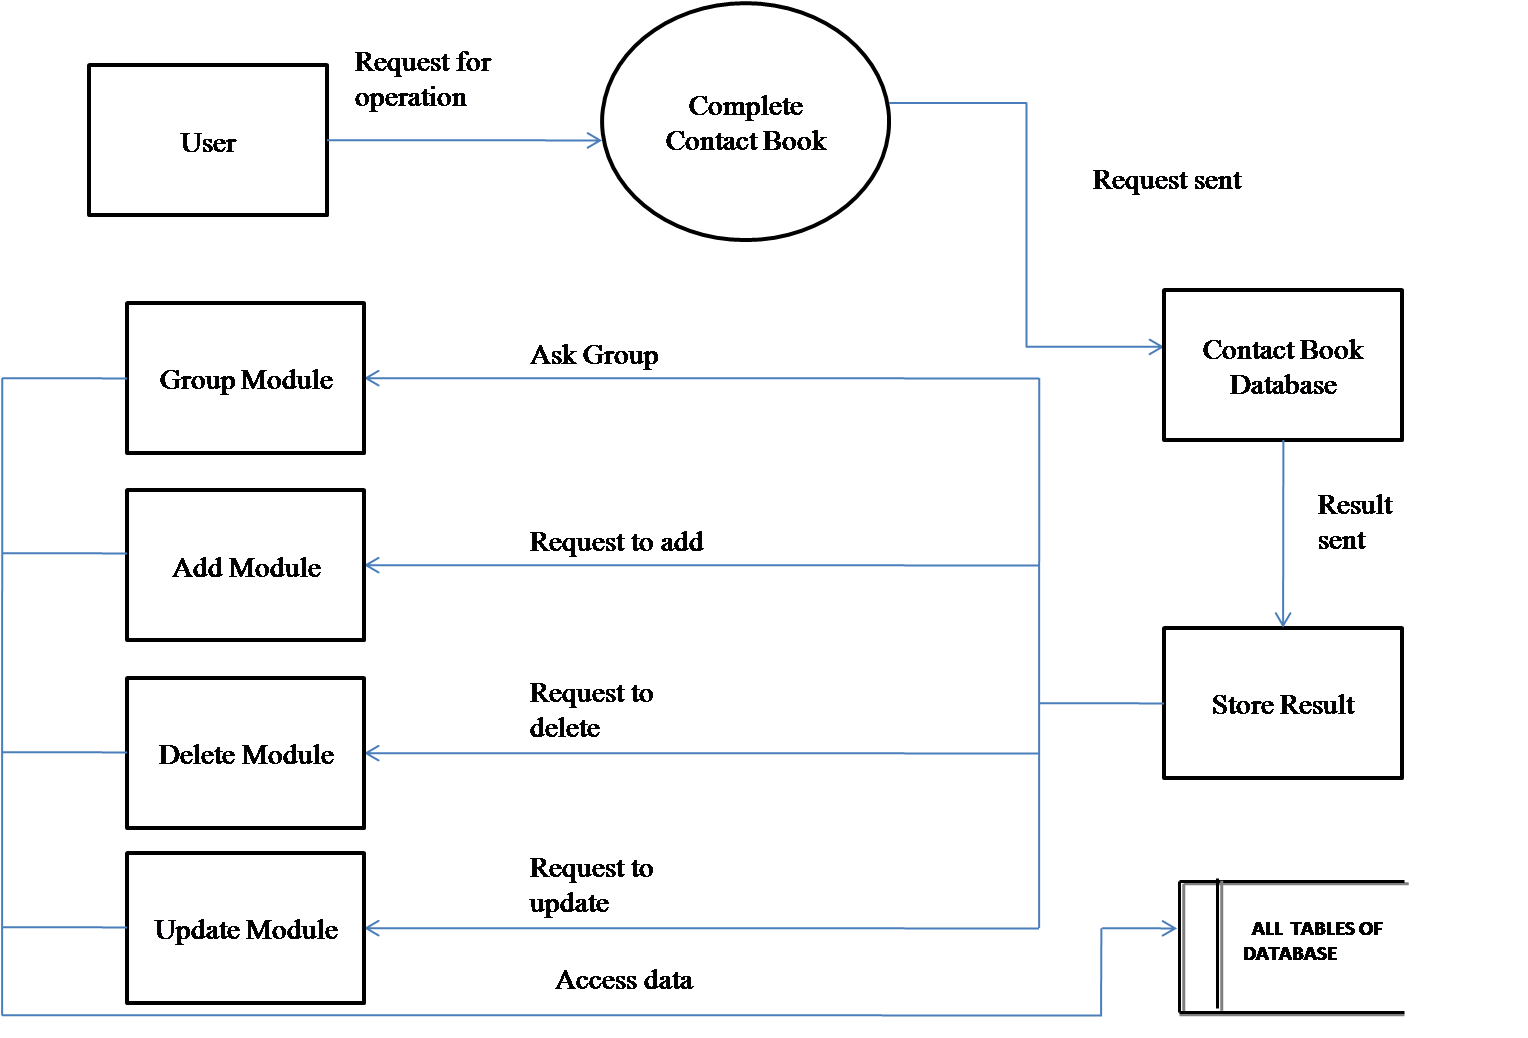 Request for
operation
User
Complete
Contact Book
Request sent
Group Module
Ask Group
Contact Book
Database
Add Module
Request to add
Result
sent
Delete Module
Request to
delete
Store Result
Update Module
Request to
update
ALL TABLES OF
DATABASE
Access data